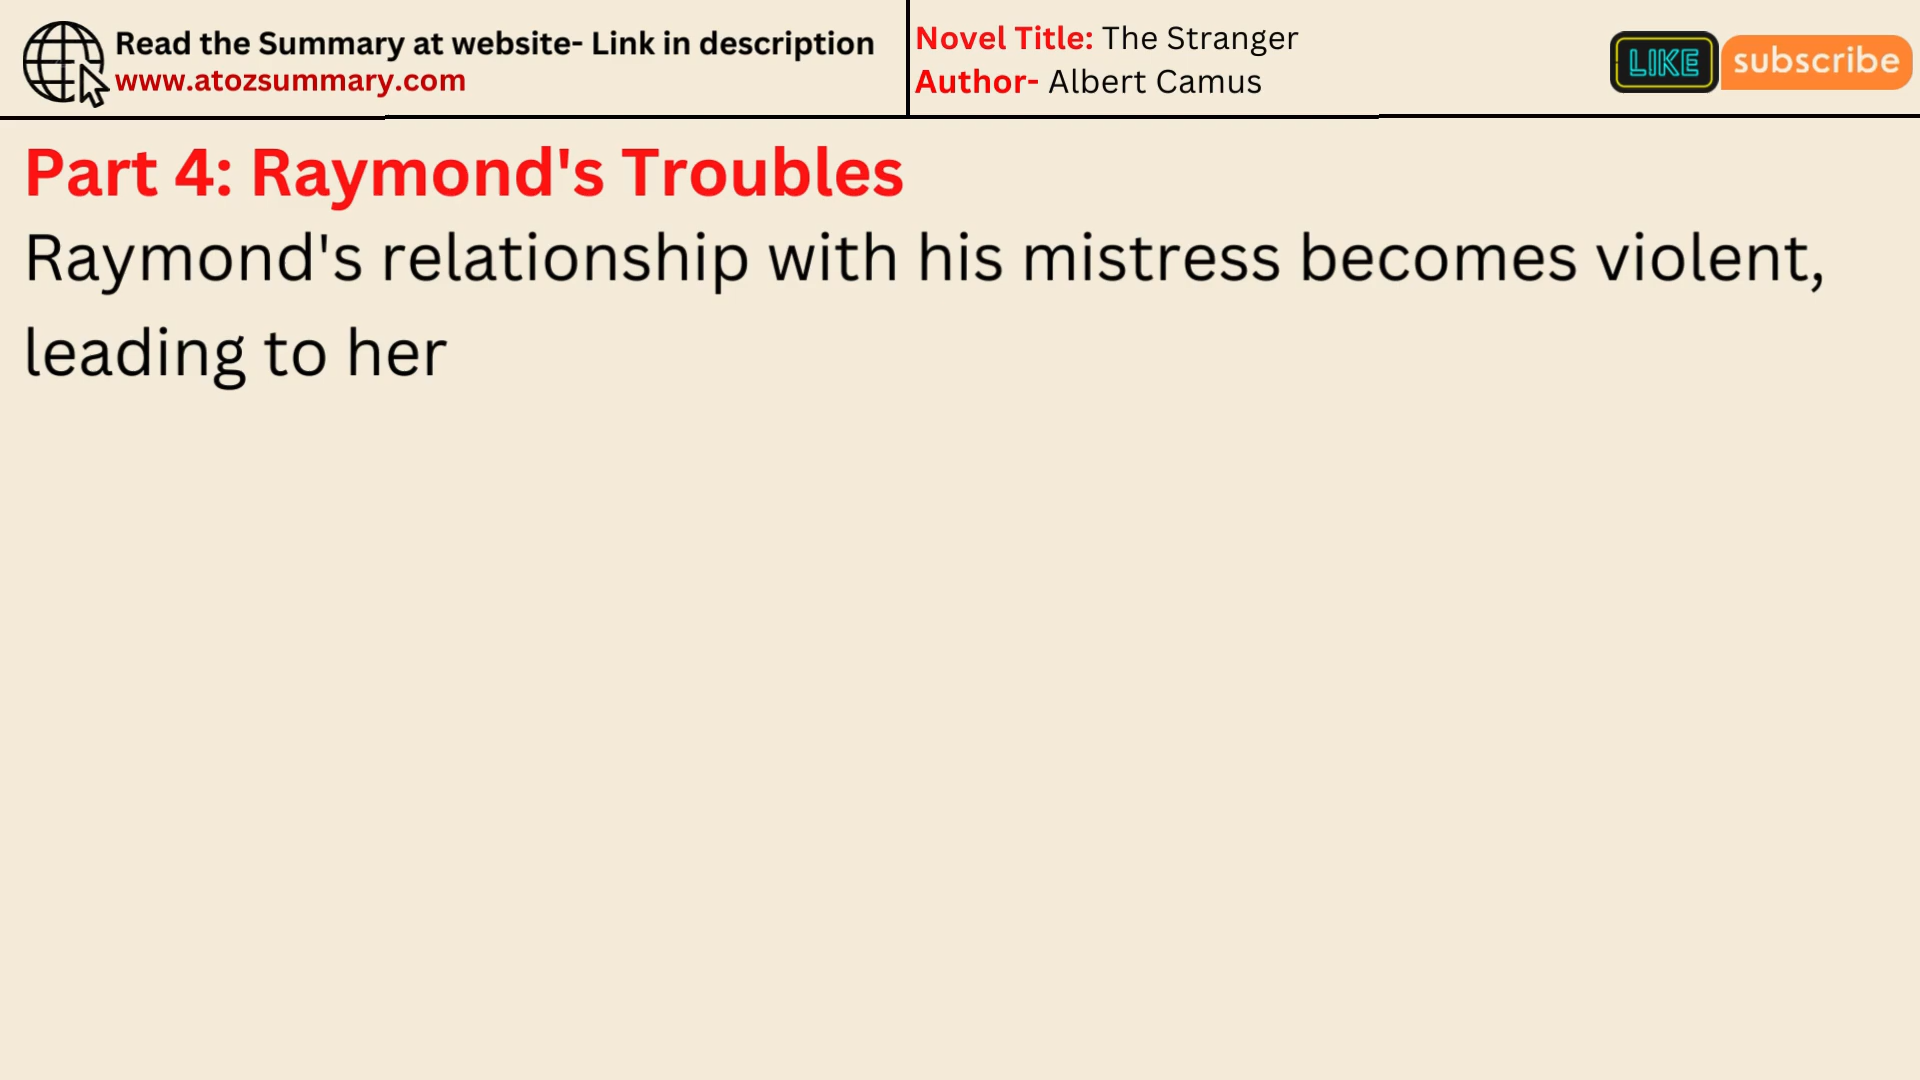 Read the Summary at website- Link in description
www.atozsummary.com
Novel Title: The Stranger
Author- Albert Camus
LIKE
subscribe
Part 4: Raymond's Troubles
Raymond's relationship with his mistress becomes violent,
leading to her